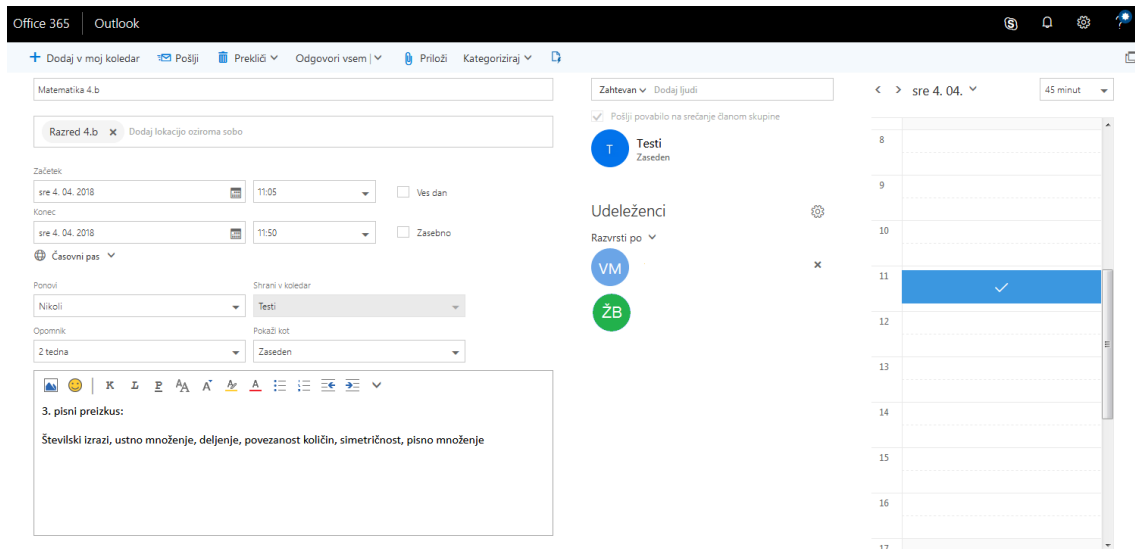 Office 365 Outlook
Dodaj v moj koledar Pošlji Prekliči Odgovori vsem Priloži Kategoriziraj
Matematika 4.b
Razred 4.b Dodaj lokacijo oziroma sobo
Začetek
sre 4. 04. 2018 11:05 Ves dan
Konec
sre 4. 04. 2018 11:50 Zasebno
Časovni pas
Ponovi Shrani v koledar
Nikoli Testi
Opomnik Pokaži kot
2 tedna Zaseden
K L P
3. pisni preizkus:
Številski izrazi, ustno množenje, deljenje, povezanost količin, simetričnost, pisno množenje
Zahtevan Dodaj ljudi
Pošlji povabilo na srečanje članom skupine
T Testi
Zaseden
Udeleženci
Razvrsti po
VM
ŽB
sre 4. 04. 45 minut
8
9
10
11
12
13
14
15
16
17